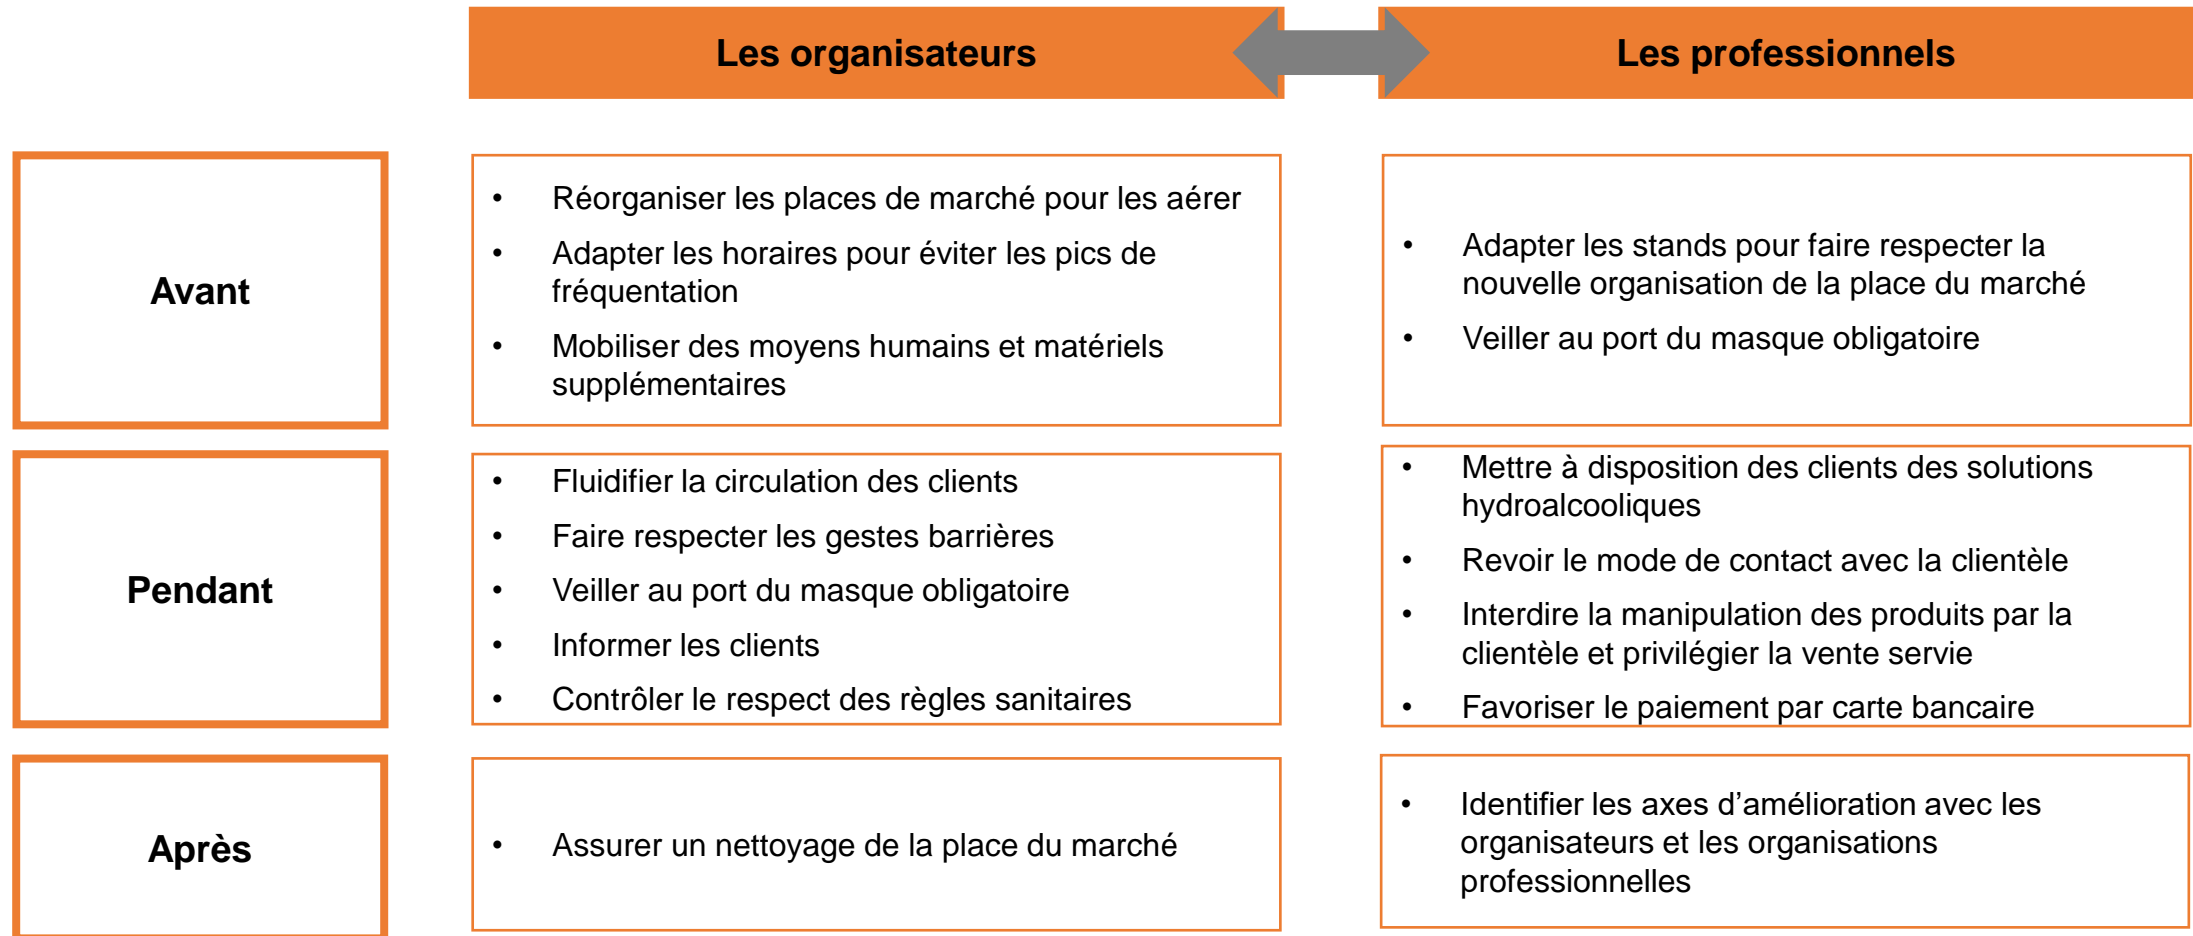 Les organisateurs
Les professionnels
Avant
• Réorganiser les places de marché pour les aérer
• Adapter les horaires pour éviter les pics de
fréquentation
• Mobiliser des moyens humains et matériels
supplémentaires
• Adapter les stands pour faire respecter la
nouvelle organisation de la place du marché
• Veiller au port du masque obligatoire
Pendant
• Fluidifier la circulation des clients
• Faire respecter les gestes barrières
• Veiller au port du masque obligatoire
• Informer les clients
• Contrôler le respect des règles sanitaires
• Mettre à disposition des clients des solutions
hydroalcooliques
• Revoir le mode de contact avec la clientèle
• Interdire la manipulation des produits par la
clientèle et privilégier la vente servie
• Favoriser le paiement par carte bancaire
Après
• Assurer un nettoyage de la place du marché
• Identifier les axes d’amélioration avec les
organisateurs et les organisations
professionnelles